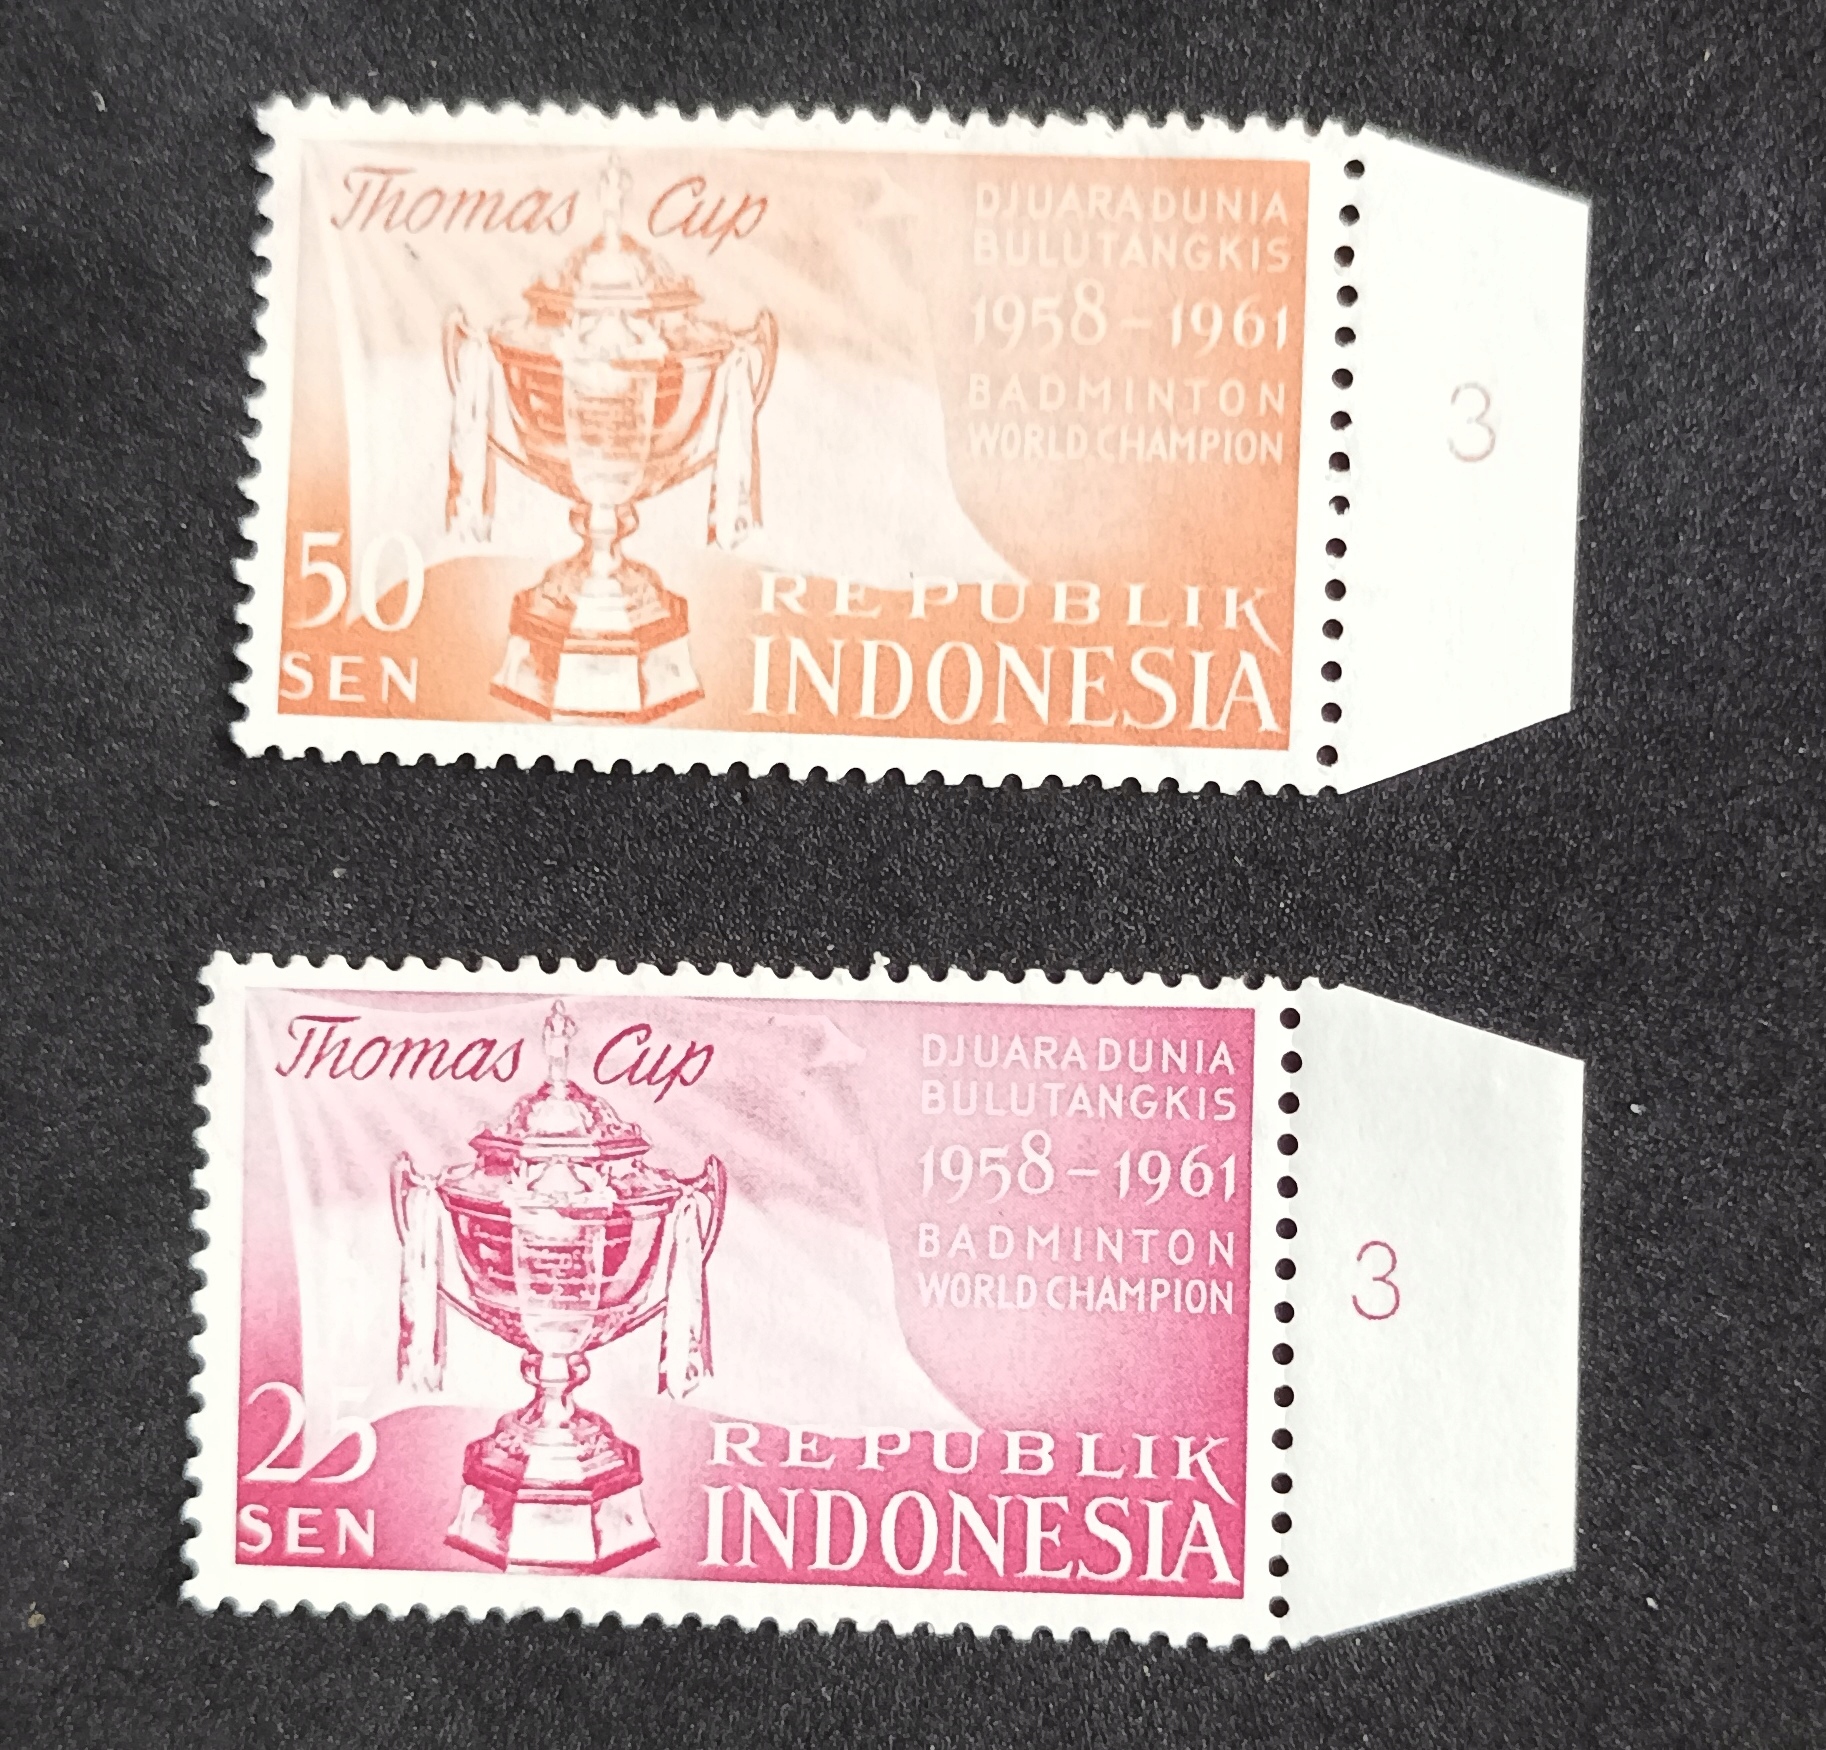 Thomas Cup
DJUARA DUNIA
BULUTANGKIS
1958 – 1961
BADMINTON
WORLD CHAMPION
3
50
SEN
REPUBLIK
INDONESIA
Thomas Cup
DJUARA DUNIA
BULUTANGKIS
1958 – 1961
BADMINTON
WORLD CHAMPION
3
25
SEN
REPUBLIK
INDONESIA